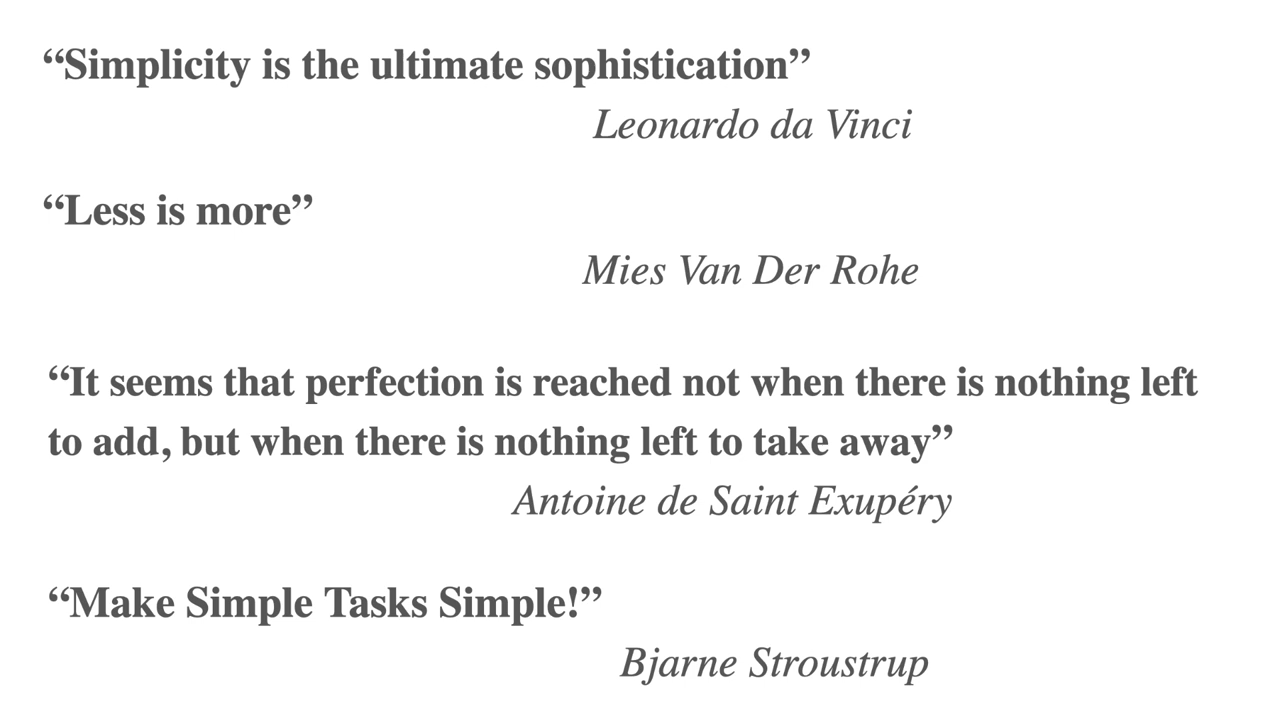 “Simplicity is the ultimate sophistication”
Leonardo da Vinci
“Less is more”
Mies Van Der Rohe
“It seems that perfection is reached not when there is nothing left
to add, but when there is nothing left to take away”
Antoine de Saint Exupéry
“Make Simple Tasks Simple!”
Bjarne Stroustrup